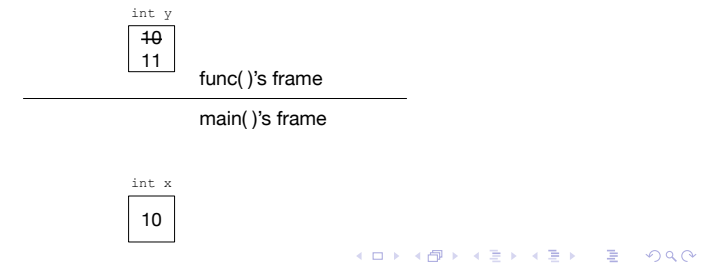 int y
10
11
func( )'s frame
main( )'s frame
int x
10